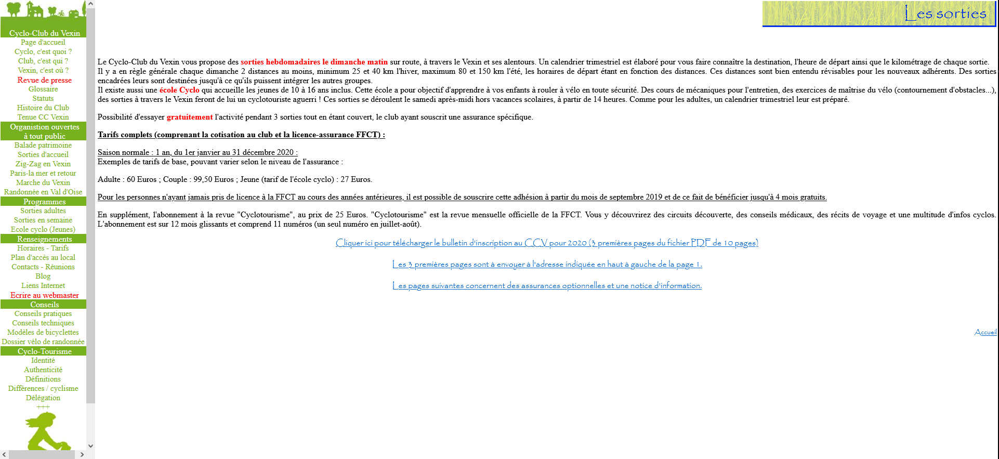 Cyclo-Club du Vexin
Page d'accueil
Cyclo, c'est quoi ?
Club, c'est qui ?
Vexin, c'est où ?
Revue de presse
Glossaire
Statuts
Histoire du Club
Tenue CC Vexin
Organistion ouvertes
à tout public
Balade patrimoine
Sorties d'accueil
Zig-Zag en Vexin
Paris-la mer et retour
Marche du Vexin
Randonnée en Val d'Oise
Programmes
Sorties adultes
Sorties en semaine
Ecole cyclo (Jeunes)
Renseignements
Horaires - Tarifs
Plan d'accès au local
Contacts - Réunions
Blog
Liens Internet
Ecrire au webmaster
Conseils
Conseils pratiques
Conseils techniques
Modèles de bicyclettes
Dossier vélo de randonnée
Cyclo-Tourisme
Identité
Authenticité
Définitions
Différences / cyclisme
Délégation
+++
Les sorties
Le Cyclo-Club du Vexin vous propose des sorties hebdomadaires le dimanche matin sur route, à travers le Vexin et ses alentours. Un calendrier trimestriel est élaboré pour vous faire connaître la destination, l'heure de départ ainsi que le kilométrage de chaque sortie.
Il y a en règle générale chaque dimanche 2 distances au moins, minimum 25 et 40 km l'hiver, maximum 80 et 150 km l'été, les horaires de départ étant en fonction des distances. Ces distances sont bien entendu révisables pour les nouveaux adhérents. Des sorties
encadrées leurs sont destinées jusqu'à ce qu'ils puissent intégrer les autres groupes.
Il existe aussi une école Cyclo qui accueille les jeunes de 10 à 16 ans inclus. Cette école a pour objectif d'apprendre à vos enfants à rouler à vélo en toute sécurité. Des cours de mécaniques pour l'entretien, des exercices de maîtrise du vélo (contournement d'obstacles...),
des sorties à travers le Vexin feront de lui un cyclotouriste aguerri ! Ces sorties se déroulent le samedi après-midi hors vacances scolaires, à partir de 14 heures. Comme pour les adultes, un calendrier trimestriel leur est préparé.
Possibilité d'essayer gratuitement l'activité pendant 3 sorties tout en étant couvert, le club ayant souscrit une assurance spécifique.
Tarifs complets (comprenant la cotisation au club et la licence-assurance FFCT) :
Saison normale : 1 an, du 1er janvier au 31 décembre 2020 :
Exemples de tarifs de base, pouvant varier selon le niveau de l'assurance :
Adulte : 60 Euros ; Couple : 99,50 Euros ; Jeune (tarif de l'école cyclo) : 27 Euros.
Pour les personnes n'ayant jamais pris de licence à la FFCT au cours des années antérieures, il est possible de souscrire cette adhésion à partir du mois de septembre 2019 et de ce fait de bénéficier jusqu'à 4 mois gratuits.
En supplément, l'abonnement à la revue "Cyclotourisme", au prix de 25 Euros. "Cyclotourisme" est la revue mensuelle officielle de la FFCT. Vous y découvrirez des circuits découverte, des conseils médicaux, des récits de voyage et une multitude d'infos cyclos.
L'abonnement est sur 12 mois glissants et comprend 11 numéros (un seul numéro en juillet-août).
Cliquer ici pour télécharger le bulletin d'inscription au CCV pour 2020 (3 premières pages du fichier PDF de 10 pages)
Les 3 premières pages sont à envoyer à l'adresse indiquée en haut à gauche de la page 1.
Les pages suivantes concernent des assurances optionnelles et une notice d'information.
Accueil